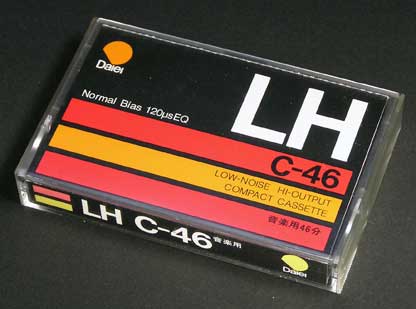 Daiei
LH
Normal Bias 120μsEQ
C-46
LOW-NOISE HI-OUTPUT
COMPACT CASSETTE
音楽用46分
LH C-46 音楽用
Daiei